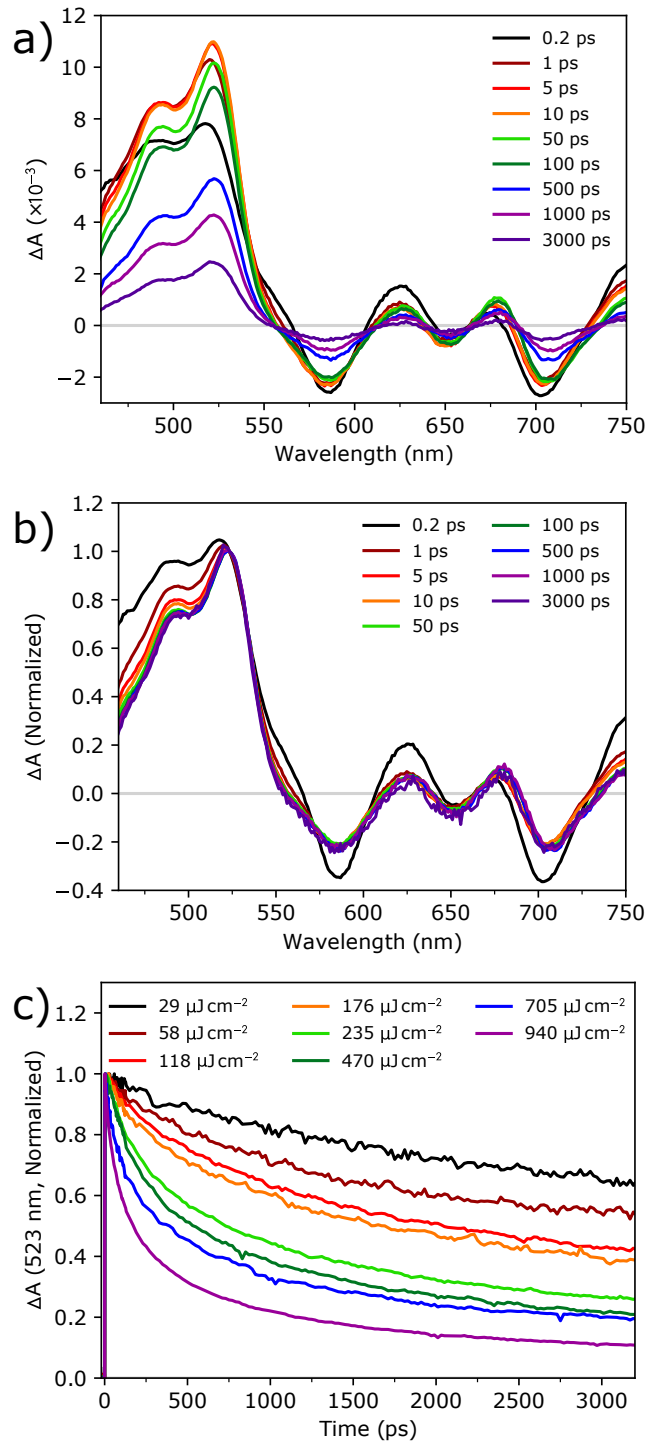 a)
ΔA (×10⁻³)
12
10
8
6
4
2
0
−2
0.2 ps
1 ps
5 ps
10 ps
50 ps
100 ps
500 ps
1000 ps
3000 ps
500 550 600 650 700 750
Wavelength (nm)
b)
ΔA (Normalized)
1.2
1.0
0.8
0.6
0.4
0.2
0.0
−0.2
−0.4
0.2 ps
1 ps
5 ps
10 ps
50 ps
100 ps
500 ps
1000 ps
3000 ps
500 550 600 650 700 750
Wavelength (nm)
c)
ΔA (523 nm, Normalized)
1.2
1.0
0.8
0.6
0.4
0.2
0.0
29 μJ cm⁻²
58 μJ cm⁻²
118 μJ cm⁻²
176 μJ cm⁻²
235 μJ cm⁻²
470 μJ cm⁻²
705 μJ cm⁻²
940 μJ cm⁻²
0 500 1000 1500 2000 2500 3000
Time (ps)